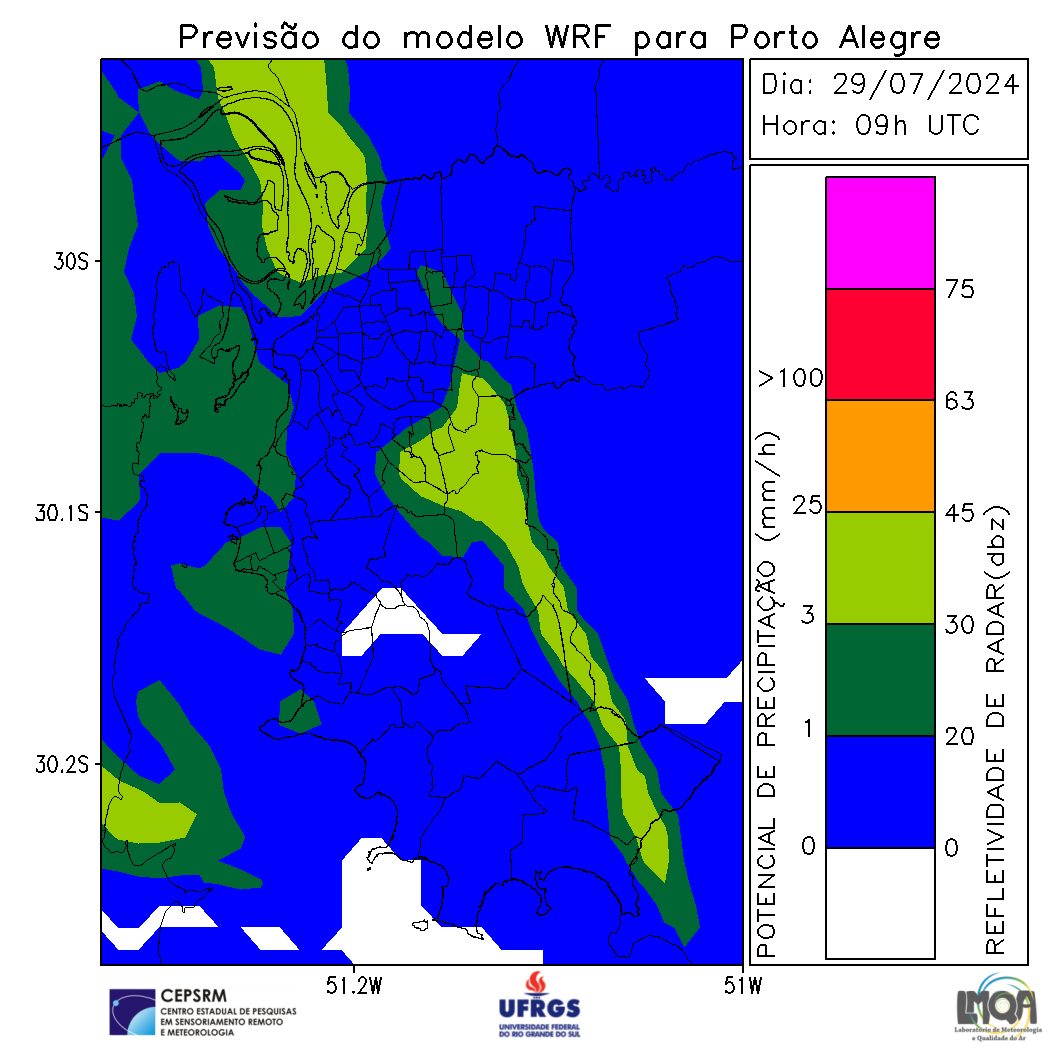 Previsão do modelo WRF para Porto Alegre
Dia: 29/07/2024
Hora: 09h UTC
30S
30.1S
30.2S
51.2W
51W
POTENCIAL DE PRECIPITAÇÃO (mm/h)
>100
25
3
1
0
75
63
45
30
20
0
REFLETIVIDADE DE RADAR(dbz)
CEPSRM
CENTRO ESTADUAL DE PESQUISAS
EM SENSORIAMENTO REMOTO
E METEOROLOGIA
UFRGS
UNIVERSIDADE FEDERAL
DO RIO GRANDE DO SUL
LMQA
Laboratório de Meteorologia
e Qualidade do Ar